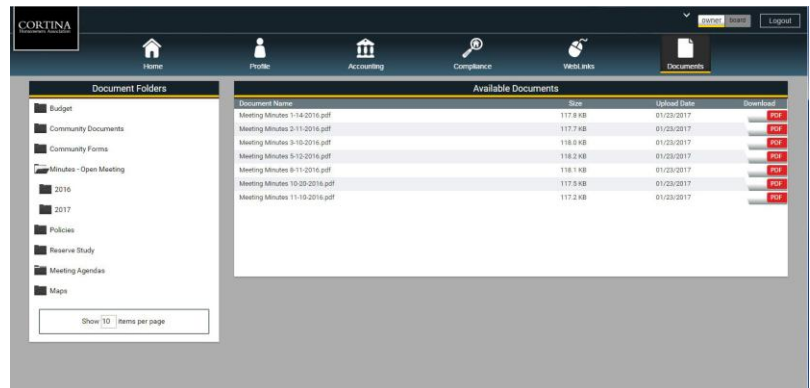 CORTINA
Homeowners Association
owner board Logout
Home Profile Accounting Compliance WebLinks Documents
Document Folders
Budget
Community Documents
Community Forms
Minutes - Open Meeting
2016
2017
Policies
Reserve Study
Meeting Agendas
Maps
Show 10 items per page
Available Documents
Document Name Size Upload Date Download
Meeting Minutes 1-14-2016.pdf 117.8 KB 01/23/2017 PDF
Meeting Minutes 2-11-2016.pdf 117.7 KB 01/23/2017 PDF
Meeting Minutes 3-10-2016.pdf 118.0 KB 01/23/2017 PDF
Meeting Minutes 5-12-2016.pdf 118.2 KB 01/23/2017 PDF
Meeting Minutes 8-11-2016.pdf 118.1 KB 01/23/2017 PDF
Meeting Minutes 10-20-2016.pdf 117.5 KB 01/23/2017 PDF
Meeting Minutes 11-10-2016.pdf 117.2 KB 01/23/2017 PDF